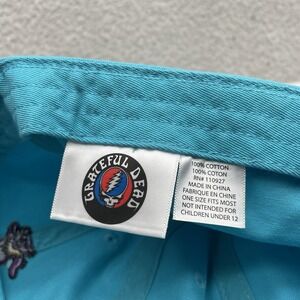 GRATEFUL DEAD
100% COTTON
100% COTTON
RN# 110927
MADE IN CHINA
FABRIQUE EN CHINE
ONE SIZE FITS MOST
NOT INTENDED FOR
CHILDREN UNDER 12